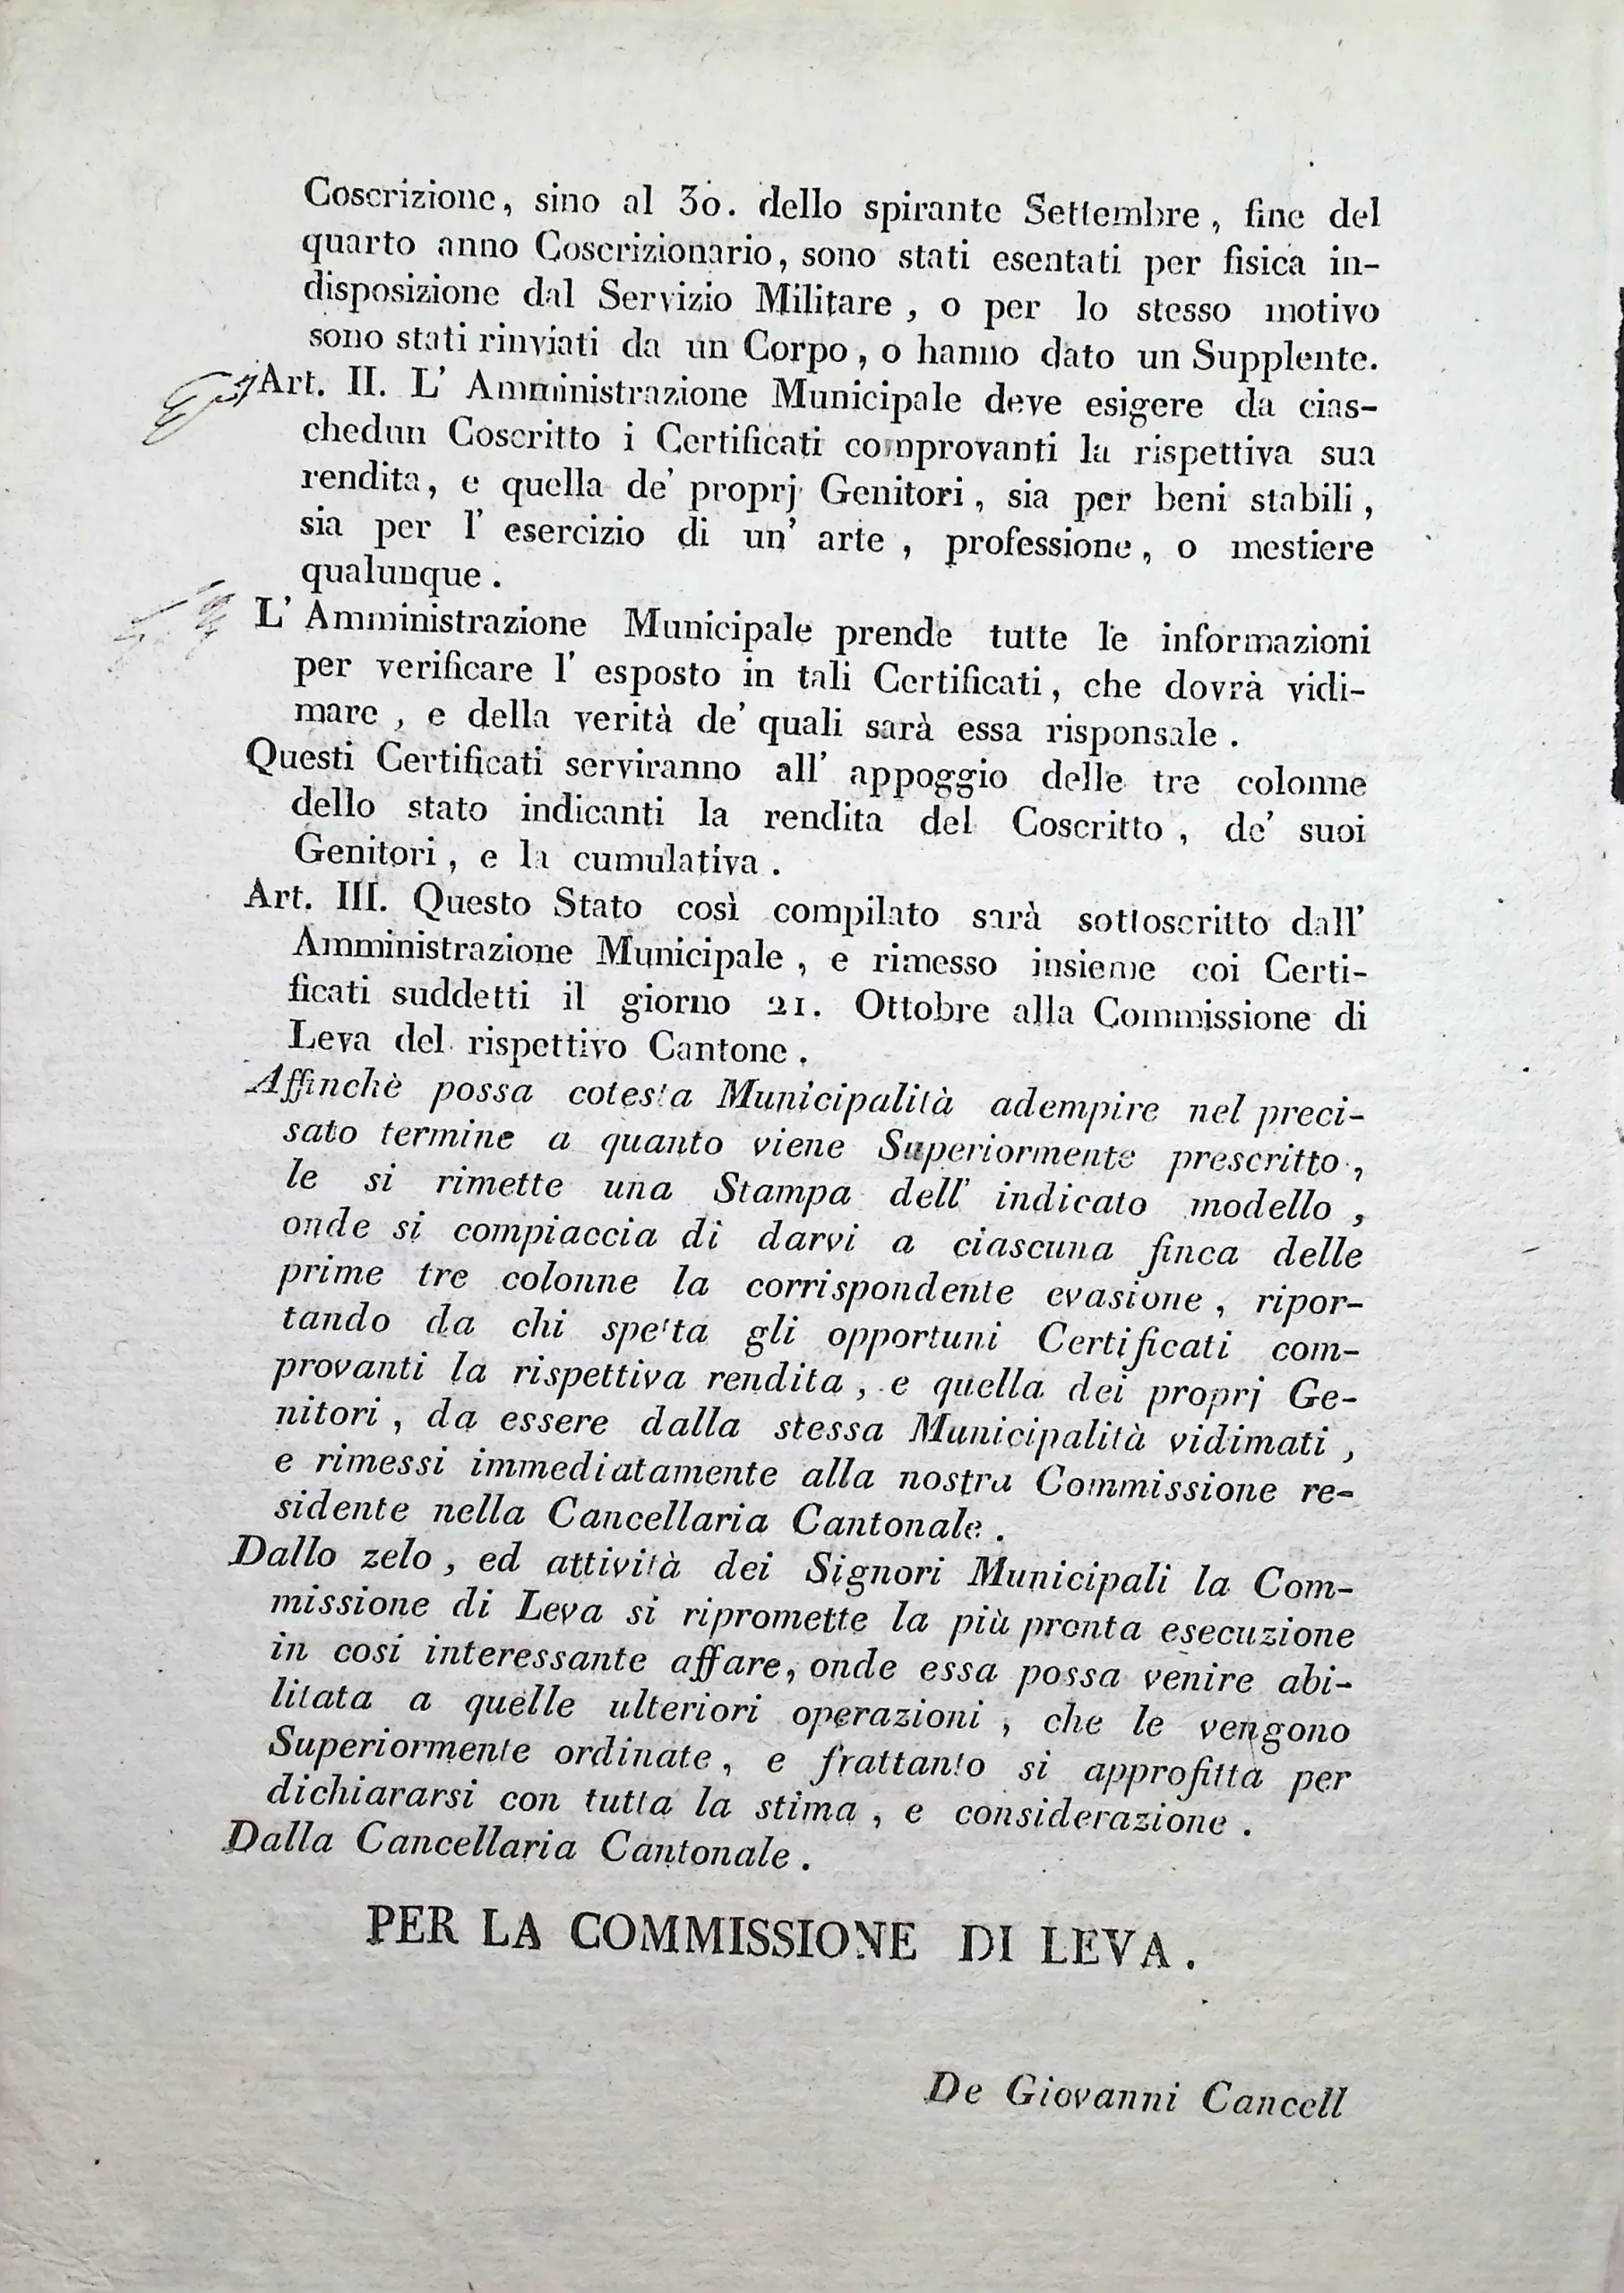 Coscrizione, sino al 30. dello spirante Settembre, fine del
quarto anno Coscrizionario, sono stati esentati per fisica in-
disposizione dal Servizio Militare, o per lo stesso motivo
sono stati rinviati da un Corpo, o hanno dato un Supplente.
Art. II. L' Amministrazione Municipale deve esigere da cias-
chedun Coscritto i Certificati comprovanti la rispettiva sua
rendita, e quella de' proprj Genitori, sia per beni stabili,
sia per l' esercizio di un' arte, professione, o mestiere
qualunque.
L' Amministrazione Municipale prende tutte le informazioni
per verificare l' esposto in tali Certificati, che dovrà vidi-
mare, e della verità de' quali sarà essa risponsale.
Questi Certificati serviranno all' appoggio delle tre colonne
dello stato indicanti la rendita del Coscritto, de' suoi
Genitori, e la cumulativa.
Art. III. Questo Stato così compilato sarà sottoscritto dall'
Amministrazione Municipale, e rimesso insieme coi Certi-
ficati suddetti il giorno 21. Ottobre alla Commissione di
Leva del rispettivo Cantone.
Affinchè possa cotesta Municipalità adempire nel preci-
sato termine a quanto viene Superiormente prescritto,
le si rimette una Stampa dell' indicato modello,
onde si compiaccia di darvi a ciascuna finca delle
prime tre colonne la corrispondente evasione, ripor-
tando da chi spetta gli opportuni Certificati com-
provanti la rispettiva rendita, e quella dei proprj Ge-
nitori, da essere dalla stessa Municipalità vidimati,
e rimessi immediatamente alla nostra Commissione re-
sidente nella Cancellaria Cantonale.
Dallo zelo, ed attività dei Signori Municipali la Com-
missione di Leva si ripromette la più pronta esecuzione
in cosi interessante affare, onde essa possa venire abi-
litata a quelle ulteriori operazioni, che le vengono
Superiormente ordinate, e frattanto si approfitta per
dichiararsi con tutta la stima, e considerazione.
Dalla Cancellaria Cantonale.
PER LA COMMISSIONE DI LEVA.
De Giovanni Cancell